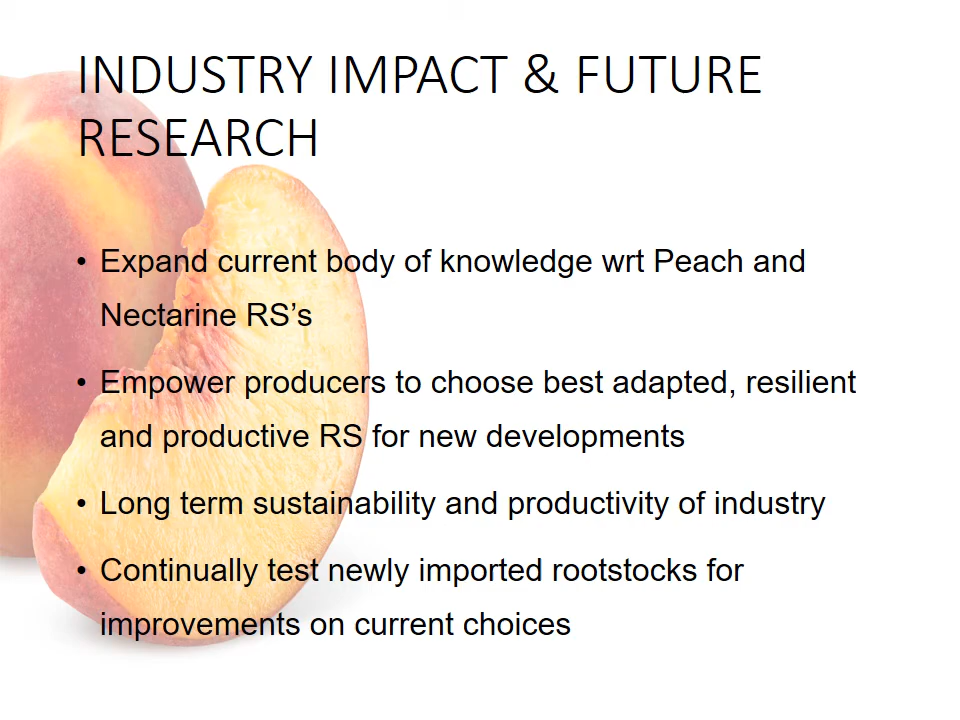 INDUSTRY IMPACT & FUTURE
RESEARCH
• Expand current body of knowledge wrt Peach and
Nectarine RS’s
• Empower producers to choose best adapted, resilient
and productive RS for new developments
• Long term sustainability and productivity of industry
• Continually test newly imported rootstocks for
improvements on current choices